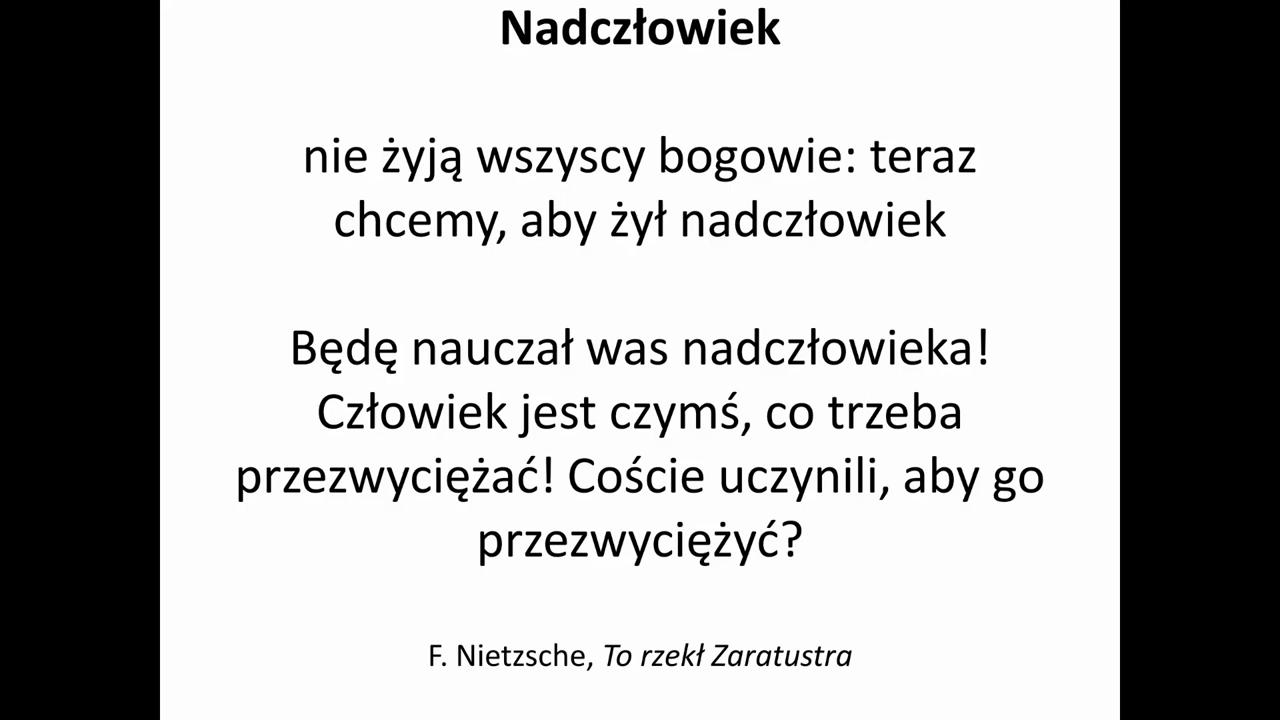 Nadczłowiek
nie żyją wszyscy bogowie: teraz
chcemy, aby żył nadczłowiek
Będę nauczał was nadczłowieka!
Człowiek jest czymś, co trzeba
przezwyciężać! Coście uczynili, aby go
przezwyciężyć?
F. Nietzsche, To rzekł Zaratustra